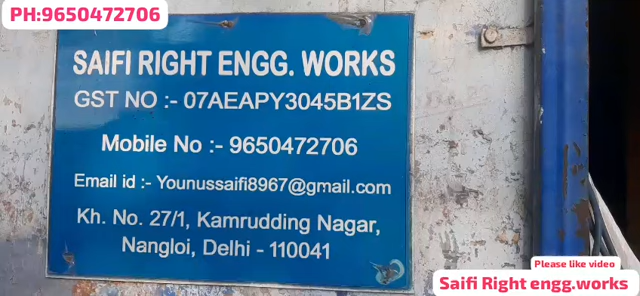 PH:9650472706
SAIFI RIGHT ENGG. WORKS
GST NO :- 07AEAPY3045B1ZS
Mobile No :- 9650472706
Email id :- Younussaifi8967@gmail.com
Kh. No. 27/1, Kamrudding Nagar,
Nangloi, Delhi - 110041
Please like video
Saifi Right engg.works